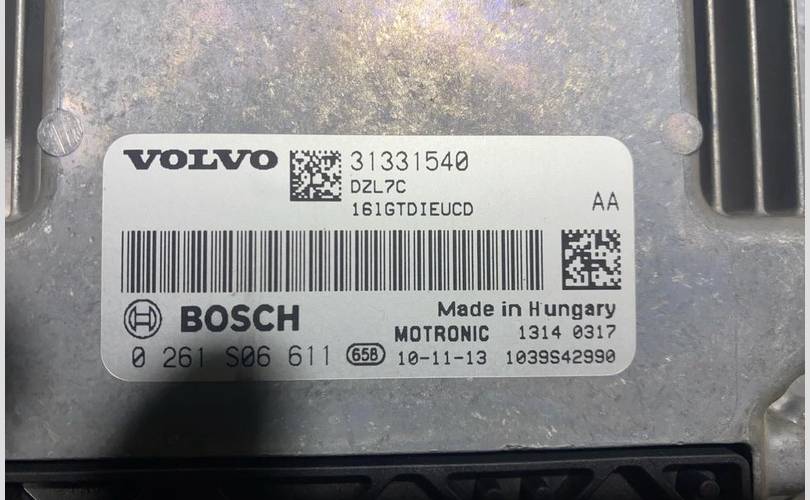 VOLVO 31331540
DZL7C
161GTDIEUCD
AA
BOSCH Made in Hungary
MOTRONIC 1314 0317
0 261 S06 611 658 10-11-13 1039S42990